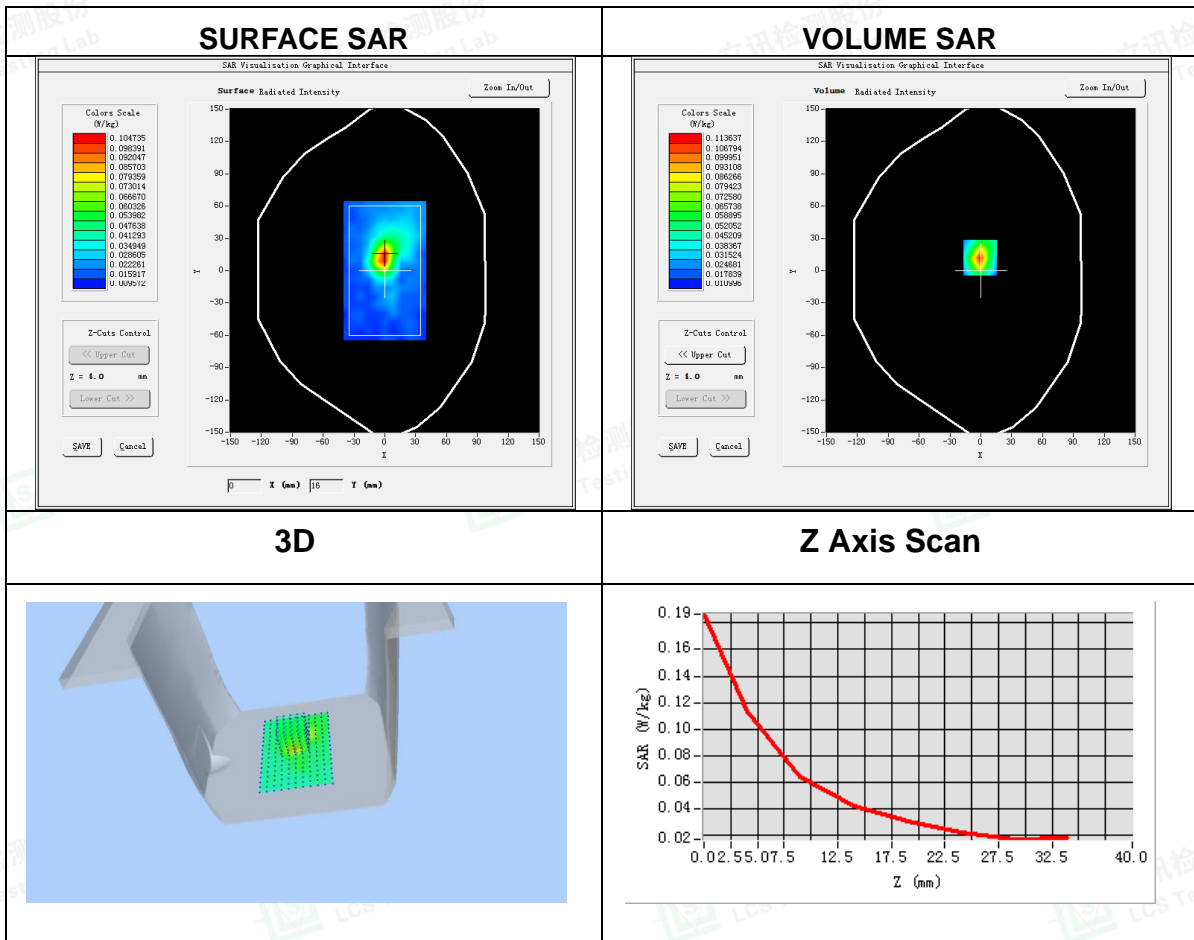 SURFACE SAR
VOLUME SAR
SAR Visualisation Graphical Interface
Surface Radiated Intensity
Zoom In/Out
Colors Scale
(W/kg)
0.104735
0.098391
0.092047
0.085703
0.079359
0.073014
0.066670
0.060326
0.053982
0.047638
0.041293
0.034949
0.028605
0.022261
0.015917
0.009572
Z-Cuts Control
<< Upper Cut
Z = 4.0 mm
Lower Cut >>
SAVE
Cancel
150
120
90
60
30
0
-30
-60
-90
-120
-150
Y
-150 -120 -90 -60 -30 0 30 60 90 120 150
X
0 X (mm) 16 Y (mm)
SAR Visualisation Graphical Interface
Volume Radiated Intensity
Zoom In/Out
Colors Scale
(W/kg)
0.113637
0.106794
0.099951
0.093108
0.086266
0.079423
0.072580
0.065738
0.058895
0.052052
0.045209
0.038367
0.031524
0.024681
0.017839
0.010996
Z-Cuts Control
<< Upper Cut
Z = 4.0 mm
Lower Cut >>
SAVE
Cancel
150
120
90
60
30
0
-30
-60
-90
-120
-150
Y
-150 -120 -90 -60 -30 0 30 60 90 120 150
X
3D
Z Axis Scan
0.19
0.16
0.14
0.12
0.10
0.08
0.06
0.04
0.02
SAR (W/kg)
0.0 2.5 5.0 7.5 12.5 17.5 22.5 27.5 32.5 40.0
Z (mm)